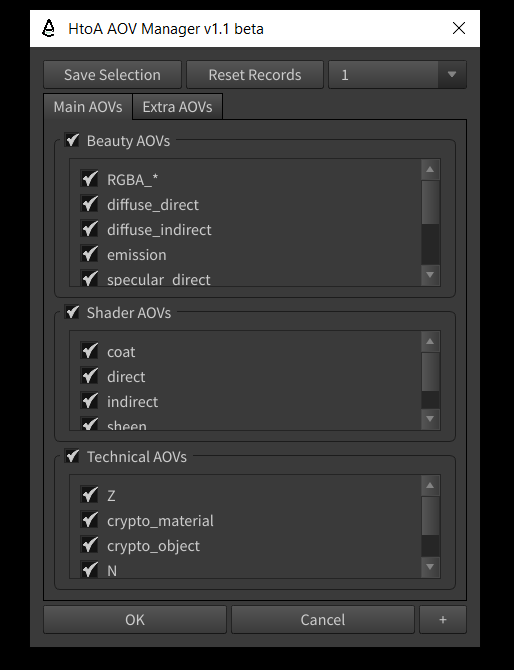 HtoA AOV Manager v1.1 beta
Save Selection Reset Records 1
Main AOVs Extra AOVs
Beauty AOVs
RGBA_*
diffuse_direct
diffuse_indirect
emission
specular_direct
Shader AOVs
coat
direct
indirect
sheen
Technical AOVs
Z
crypto_material
crypto_object
N
OK Cancel +